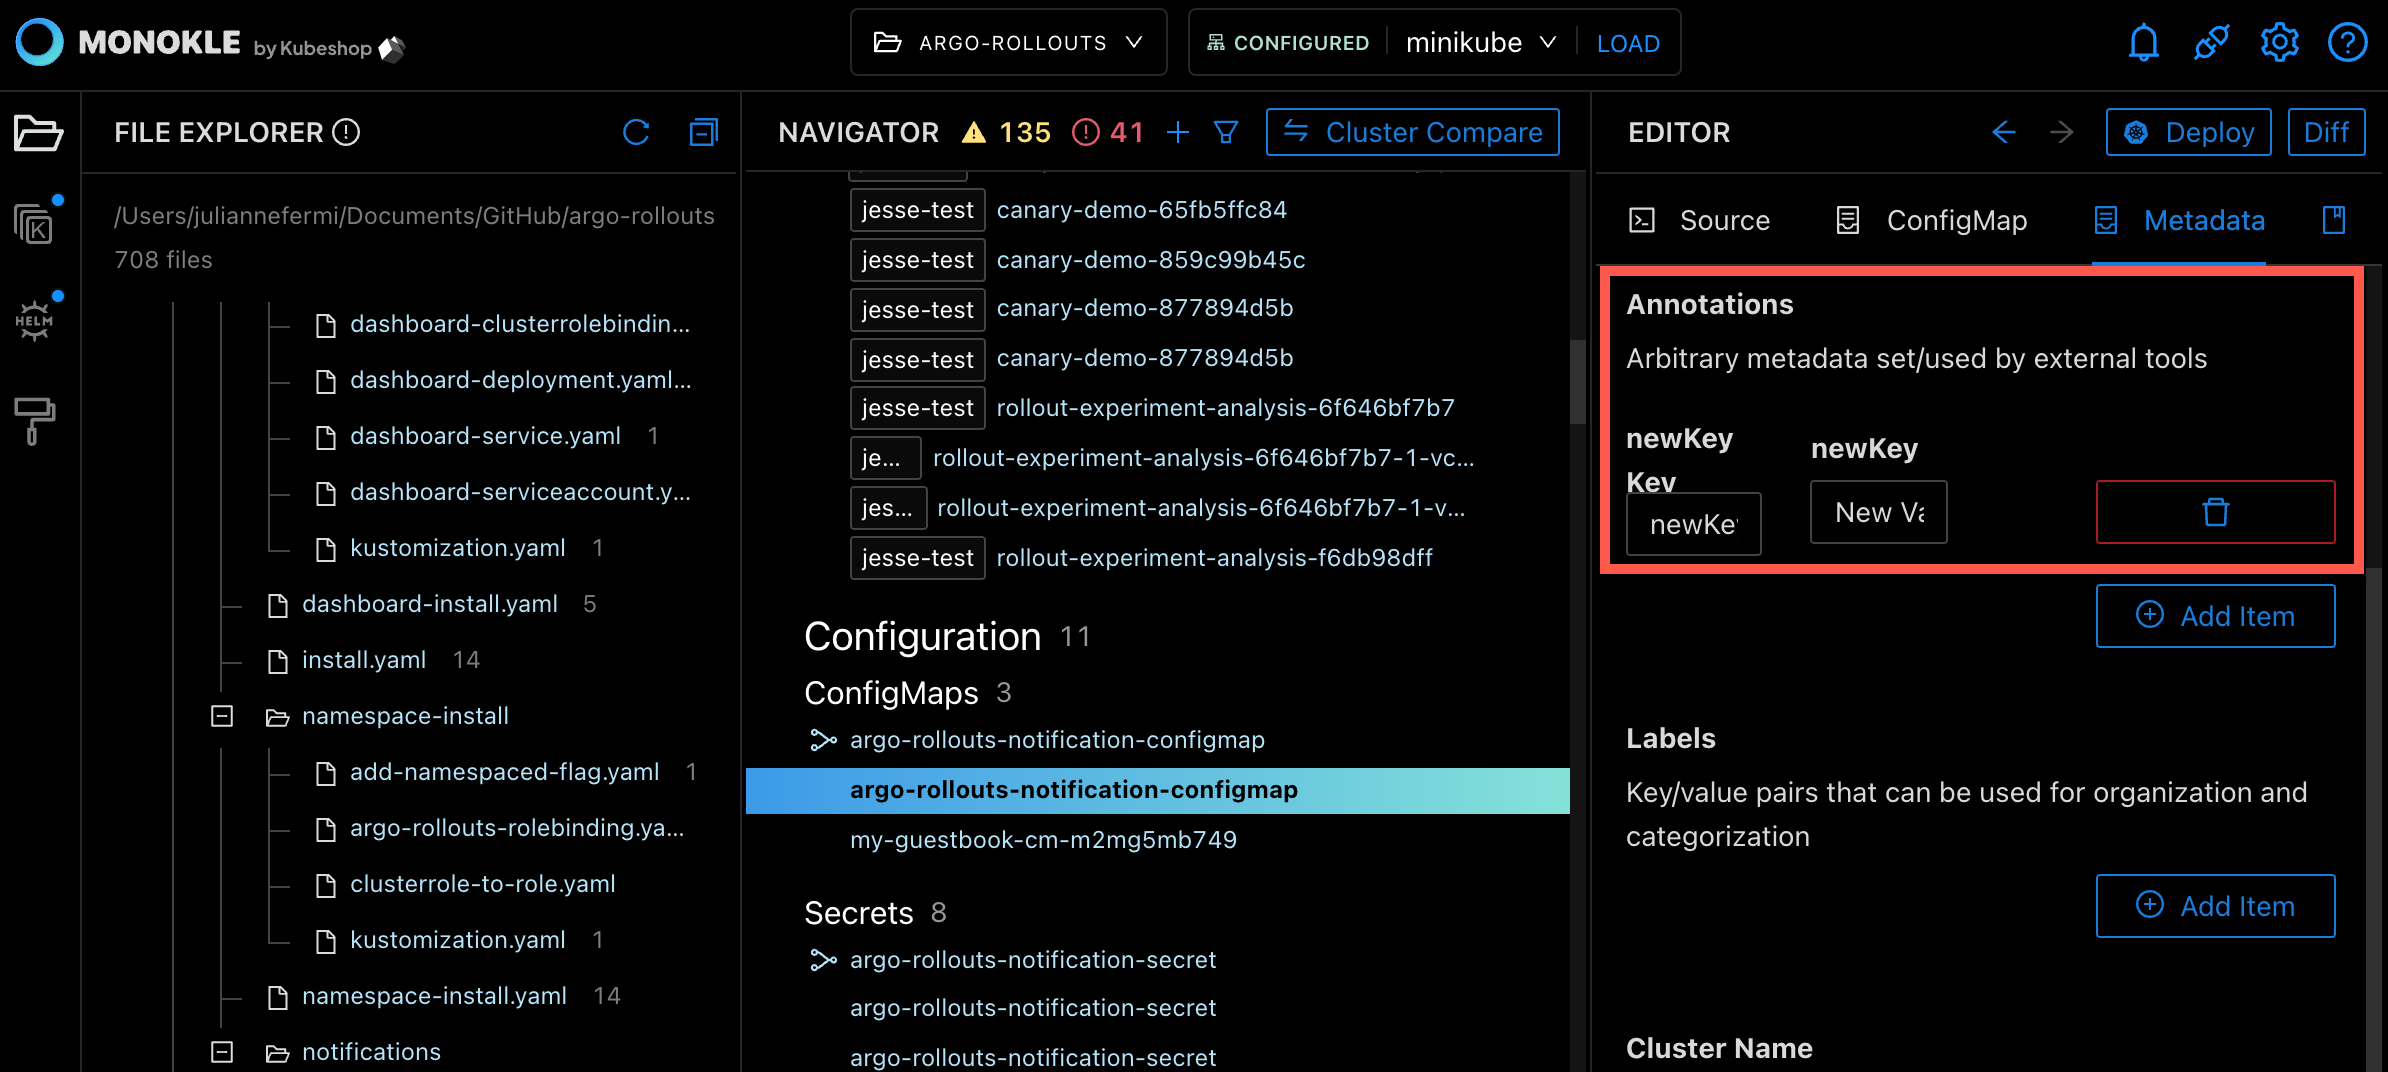 MONOKLE by Kubeshop
ARGO-ROLLOUTS
CONFIGURED minikube LOAD
FILE EXPLORER
/Users/juliannefermi/Documents/GitHub/argo-rollouts
708 files
dashboard-clusterrolebindin...
dashboard-deployment.yaml...
dashboard-service.yaml 1
dashboard-serviceaccount.y...
kustomization.yaml 1
dashboard-install.yaml 5
install.yaml 14
namespace-install
add-namespaced-flag.yaml 1
argo-rollouts-rolebinding.ya...
clusterrole-to-role.yaml
kustomization.yaml 1
namespace-install.yaml 14
notifications
HELM
K
NAVIGATOR 135 41 Cluster Compare
jesse-test canary-demo-65fb5ffc84
jesse-test canary-demo-859c99b45c
jesse-test canary-demo-877894d5b
jesse-test canary-demo-877894d5b
jesse-test rollout-experiment-analysis-6f646bf7b7
je... rollout-experiment-analysis-6f646bf7b7-1-vc...
jes... rollout-experiment-analysis-6f646bf7b7-1-v...
jesse-test rollout-experiment-analysis-f6db98dff
Configuration 11
ConfigMaps 3
argo-rollouts-notification-configmap
argo-rollouts-notification-configmap
my-guestbook-cm-m2mg5mb749
Secrets 8
argo-rollouts-notification-secret
argo-rollouts-notification-secret
argo-rollouts-notification-secret
EDITOR
Deploy Diff
Source ConfigMap Metadata
Annotations
Arbitrary metadata set/used by external tools
newKey
Key
newKey
newKey
New Va
Add Item
Labels
Key/value pairs that can be used for organization and
categorization
Add Item
Cluster Name